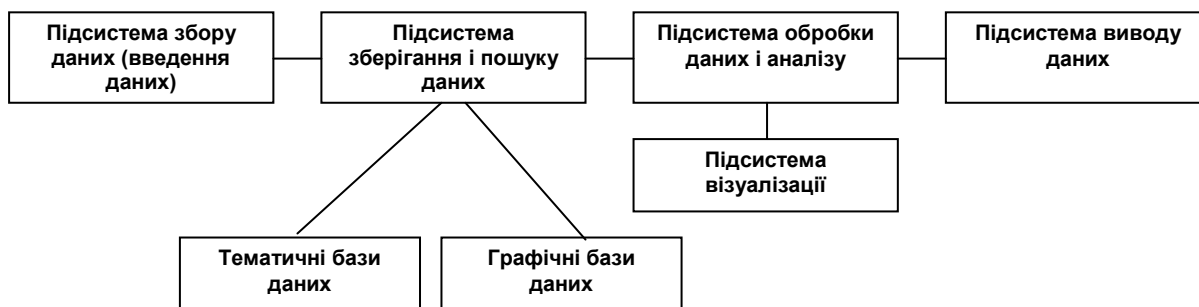 Підсистема збору
даних (введення
даних)
Підсистема
зберігання і пошуку
даних
Підсистема обробки
даних і аналізу
Підсистема виводу
даних
Підсистема
візуалізації
Тематичні бази
даних
Графічні бази
даних